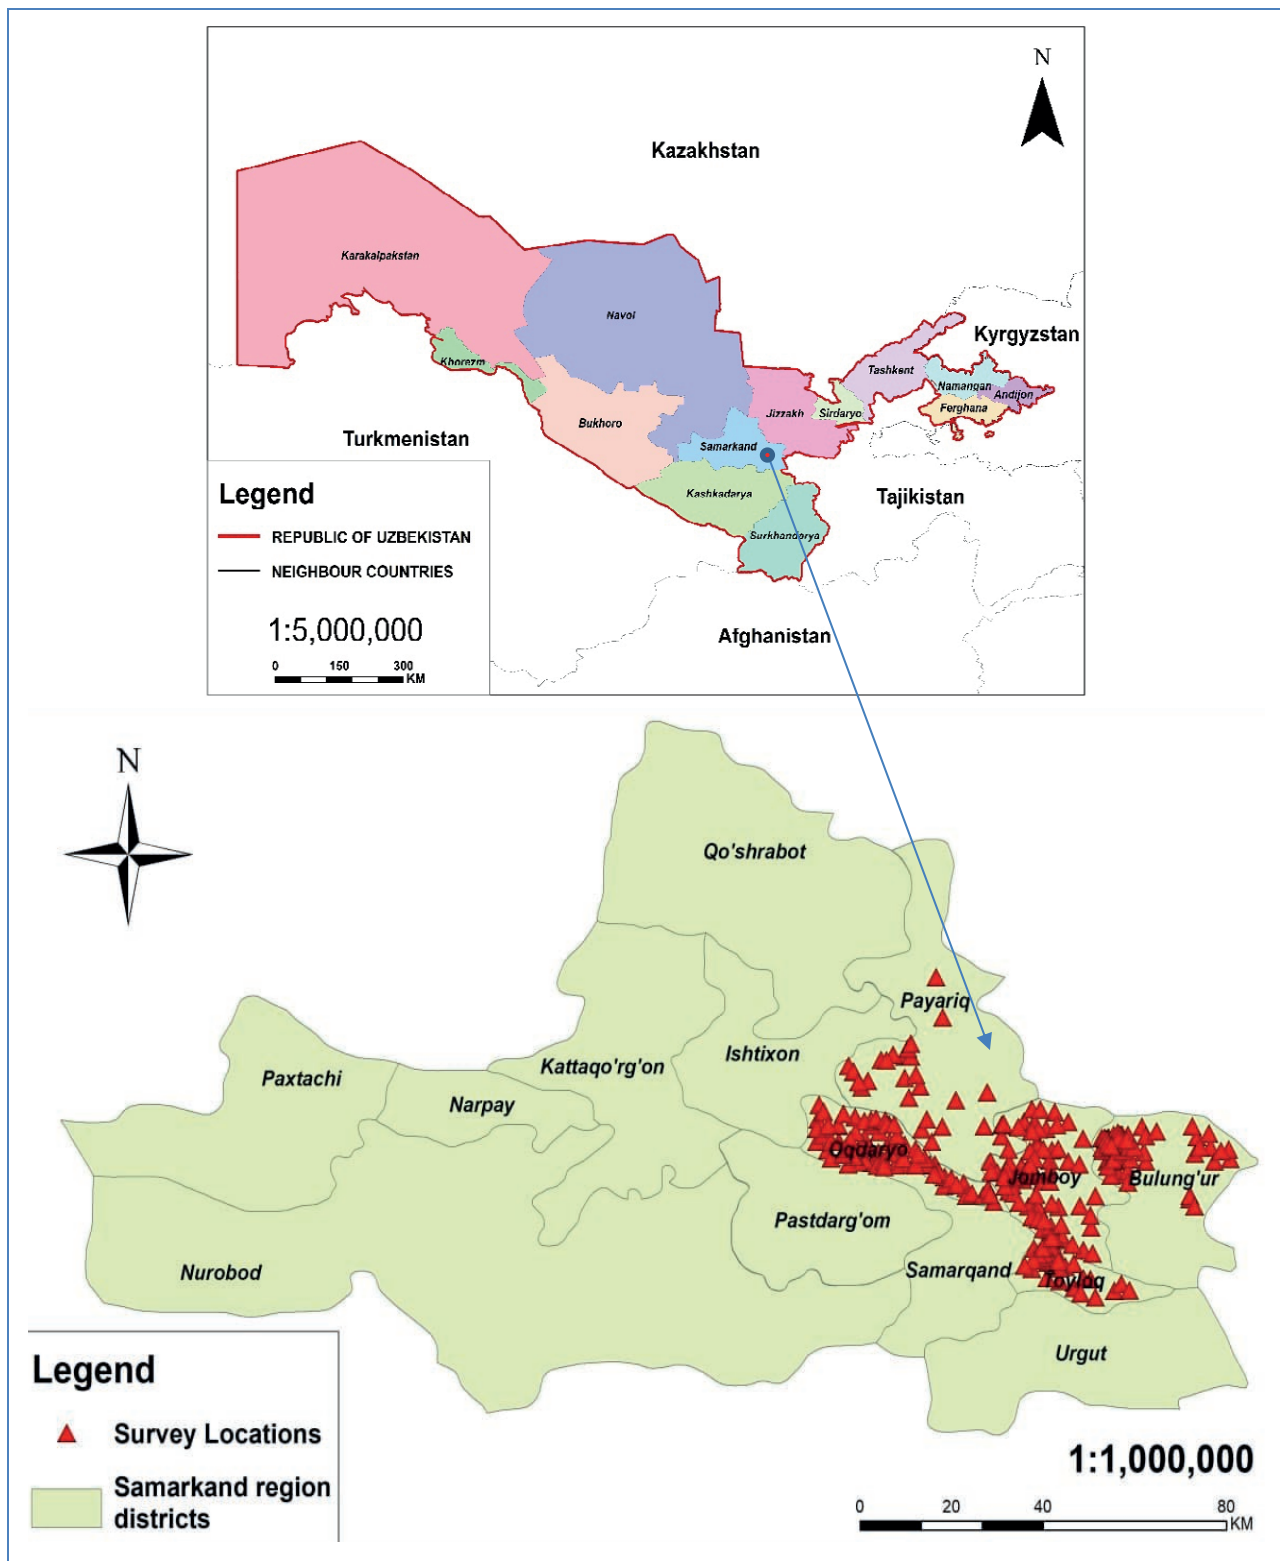 N
Kazakhstan
Karakalpakstan
Navoi
Kyrgyzstan
Tashkent
Khorezm
Namangan
Andijon
Ferghana
Jizzakh
Sirdaryo
Bukhoro
Turkmenistan
Samarkand
Legend
Kashkadarya
Tajikistan
REPUBLIC OF UZBEKISTAN
Surkhandarya
NEIGHBOUR COUNTRIES
1:5,000,000
Afghanistan
0 150 300
KM
N
Qo'shrabot
Payariq
Ishtixon
Kattaqo'rg'on
Paxtachi
Narpay
Oqdaryo
Jomboy
Bulung'ur
Pastdarg'om
Nurobod
Samarqand
Toyloq
Urgut
Legend
Survey Locations
Samarkand region
districts
1:1,000,000
0 20 40 80
KM